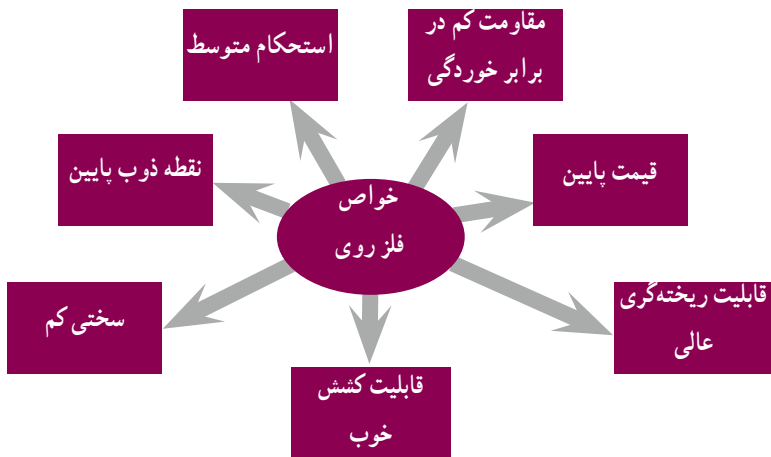 مقاومت کم در
برابر خوردگی
استحکام متوسط
قیمت پایین
نقطه ذوب پایین
خواص
فلز روی
قابلیت ریخته‌گری
عالی
سختی کم
قابلیت کشش
خوب